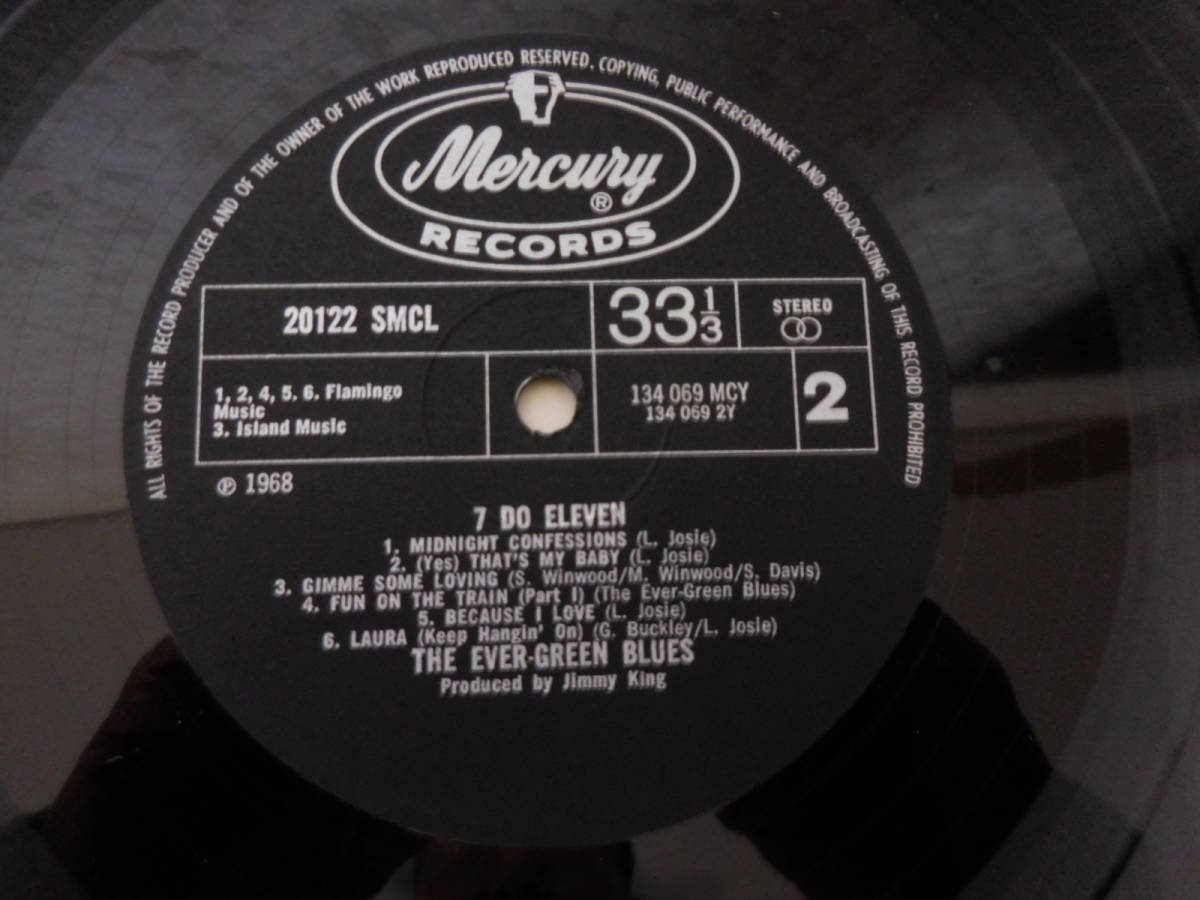 ALL RIGHTS OF THE RECORD PRODUCER AND OF THE OWNER OF THE WORK REPRODUCED RESERVED. COPYING, PUBLIC PERFORMANCE AND BROADCASTING OF THIS RECORD PROHIBITED
Mercury ®
RECORDS
20122 SMCL
33 1/3
STEREO
1, 2, 4, 5. 6. Flamingo
Music
3. Island Music
134 069 MCY
134 069 2Y
2
℗ 1968
7 DO ELEVEN
1. MIDNIGHT CONFESSIONS (L. Josie)
2. (Yes) THAT'S MY BABY (L. Josie)
3. GIMME SOME LOVING (S. Winwood/M. Winwood/S. Davis)
4. FUN ON THE TRAIN (Part I) (The Ever-Green Blues)
5. BECAUSE I LOVE (L. Josie)
6. LAURA (Keep Hangin' On) (G. Buckley/L. Josie)
THE EVER-GREEN BLUES
Produced by Jimmy King